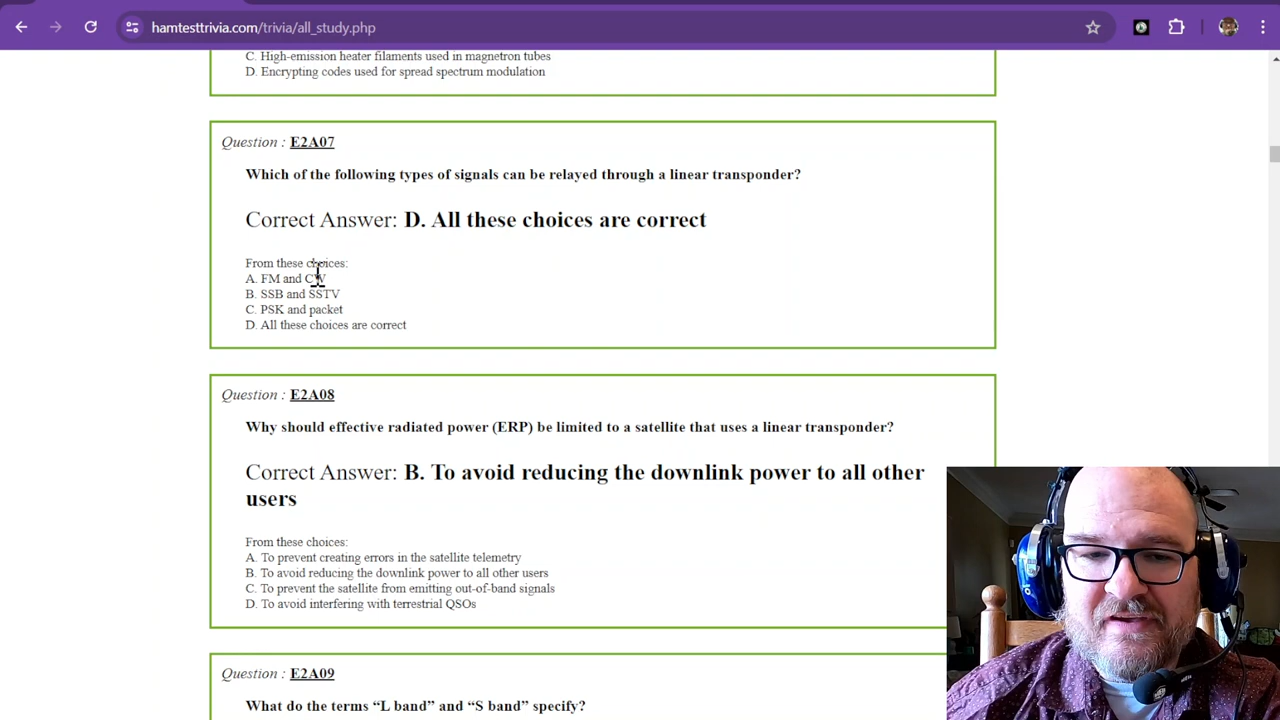 hamtesttrivia.com/trivia/all_study.php
C. High-emission heater filaments used in magnetron tubes
D. Encrypting codes used for spread spectrum modulation
Question : E2A07
Which of the following types of signals can be relayed through a linear transponder?
Correct Answer: D. All these choices are correct
From these choices:
A. FM and CW
B. SSB and SSTV
C. PSK and packet
D. All these choices are correct
Question : E2A08
Why should effective radiated power (ERP) be limited to a satellite that uses a linear transponder?
Correct Answer: B. To avoid reducing the downlink power to all other
users
From these choices:
A. To prevent creating errors in the satellite telemetry
B. To avoid reducing the downlink power to all other users
C. To prevent the satellite from emitting out-of-band signals
D. To avoid interfering with terrestrial QSOs
Question : E2A09
What do the terms “L band” and “S band” specify?